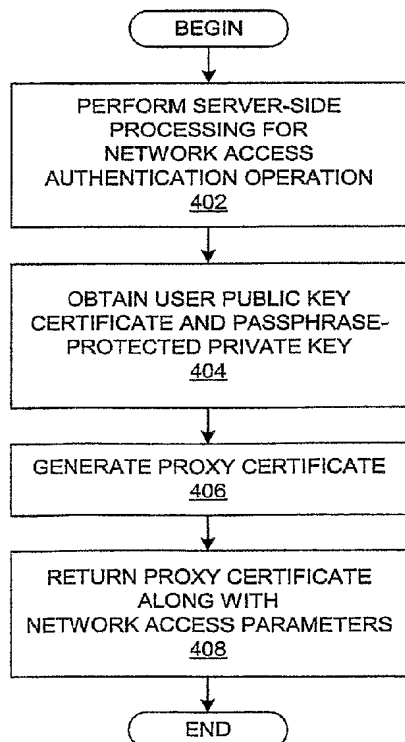 BEGIN
PERFORM SERVER-SIDE
PROCESSING FOR
NETWORK ACCESS
AUTHENTICATION OPERATION
402
OBTAIN USER PUBLIC KEY
CERTIFICATE AND PASSPHRASE-
PROTECTED PRIVATE KEY
404
GENERATE PROXY CERTIFICATE
406
RETURN PROXY CERTIFICATE
ALONG WITH
NETWORK ACCESS PARAMETERS
408
END